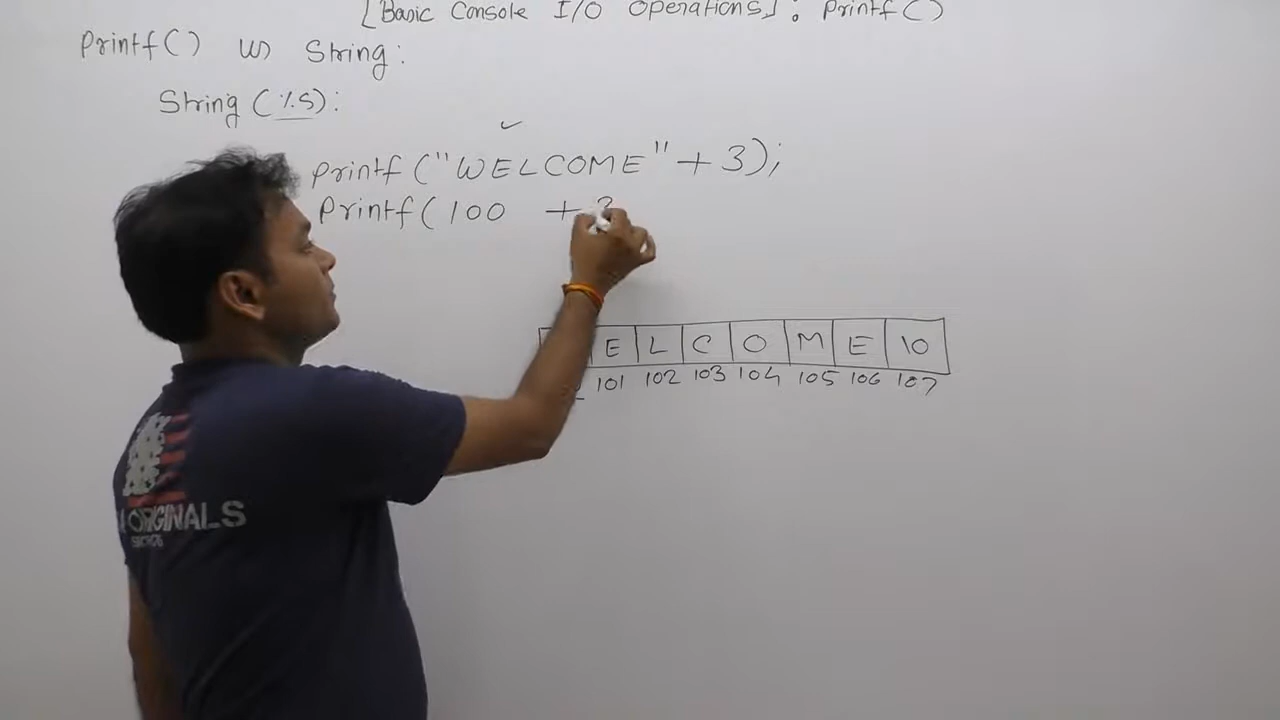 [Basic Console I/O Operations] : Printf()
Printf() w) String:
String (%s):
printf ("WELCOME" + 3);
Printf(100 + 3
E L C O M E 10
101 102 103 104 105 106 107
ORIGINALS